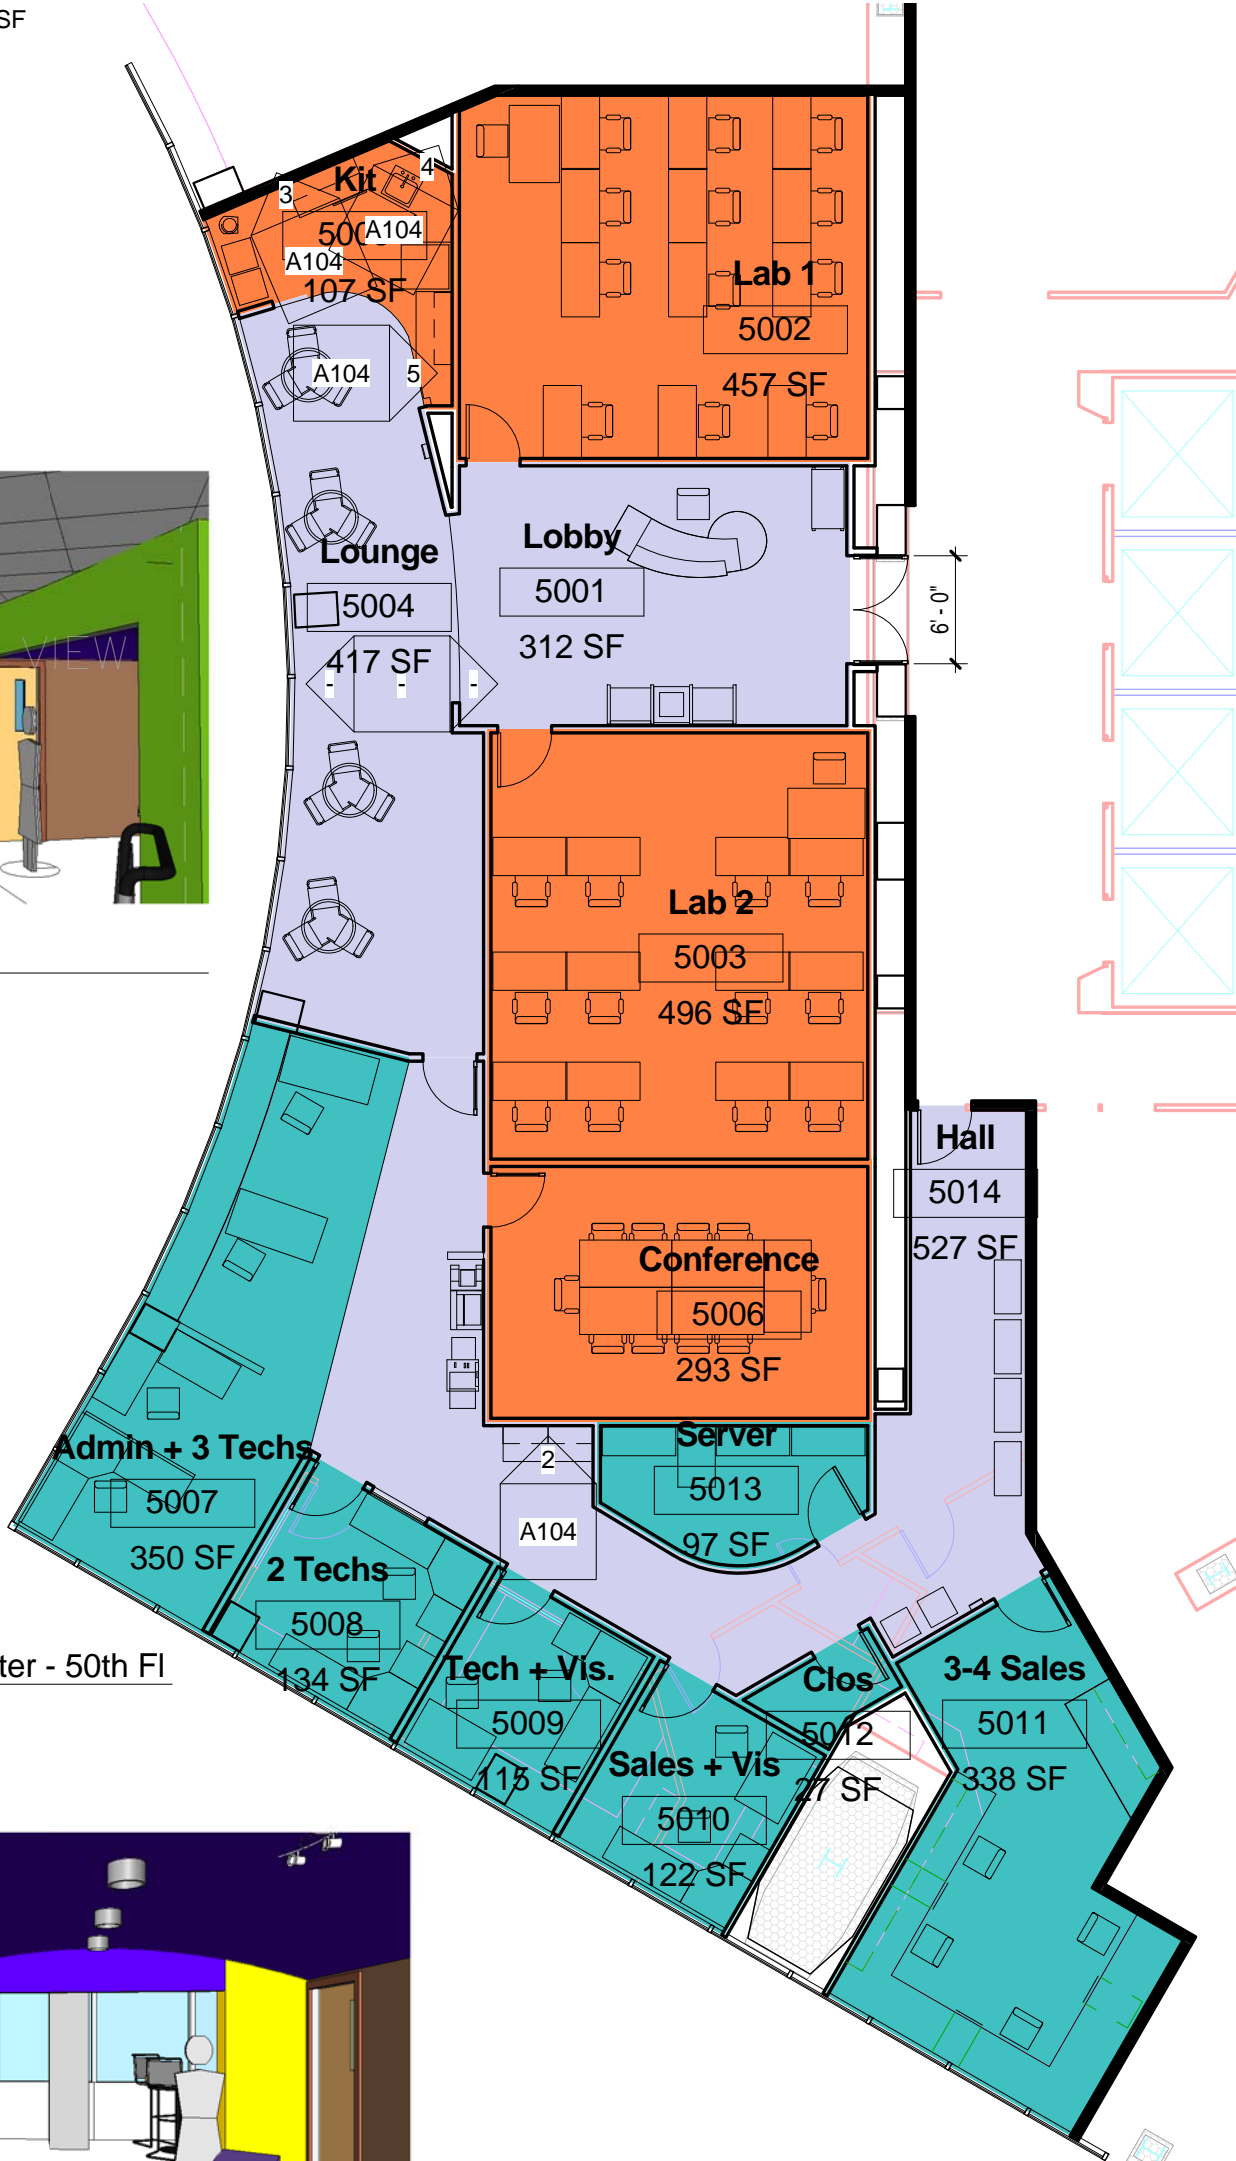 SF
Kit
3
4
500
A104
A104
107 SF
Lab 1
5002
457 SF
A104
5
Lobby
5001
312 SF
Lounge
5004
417 SF
- - -
6' - 0"
VIEW
Lab 2
5003
496 SF
Hall
5014
527 SF
Conference
5006
293 SF
Server
5013
97 SF
2
A104
Admin + 3 Techs
5007
350 SF
2 Techs
5008
134 SF
ter - 50th Fl
Tech + Vis.
5009
115 SF
Sales + Vis
5010
122 SF
Clos
5012
27 SF
3-4 Sales
5011
338 SF